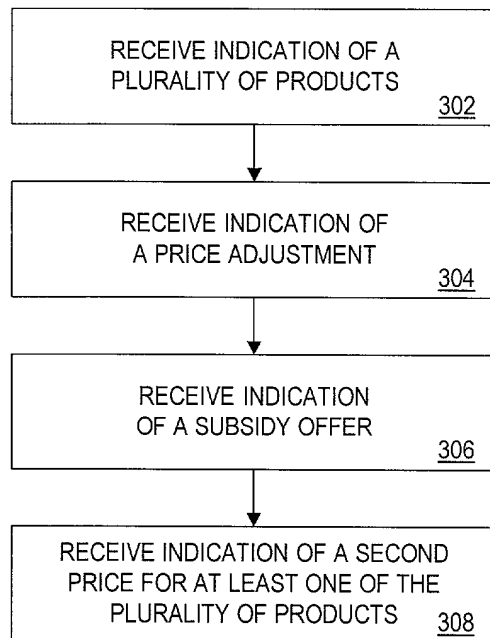 RECEIVE INDICATION OF A
PLURALITY OF PRODUCTS
302
RECEIVE INDICATION OF
A PRICE ADJUSTMENT
304
RECEIVE INDICATION
OF A SUBSIDY OFFER
306
RECEIVE INDICATION OF A SECOND
PRICE FOR AT LEAST ONE OF THE
PLURALITY OF PRODUCTS
308